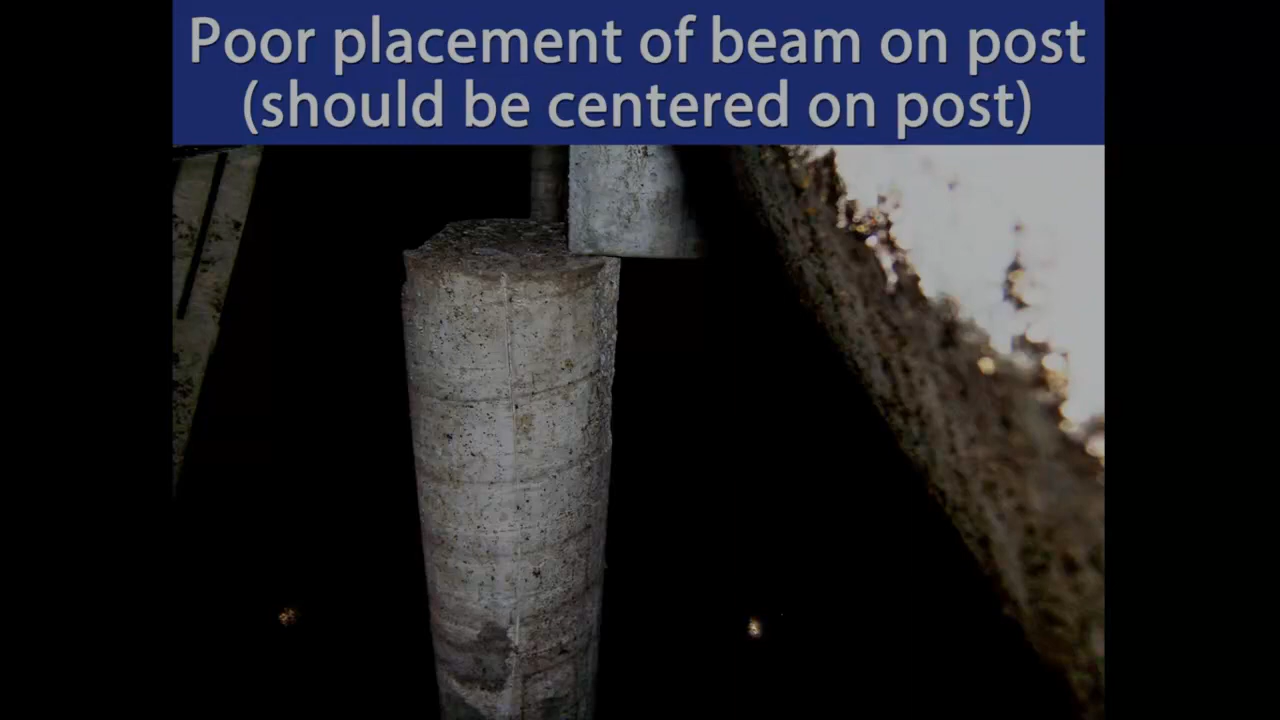 Poor placement of beam on post
(should be centered on post)